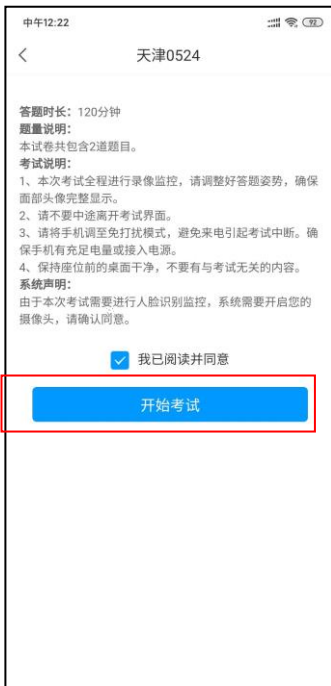 中午12:22
92
天津0524
答题时长：120分钟
题量说明：
本试卷共包含2道题目。
考试说明：
1、本次考试全程进行录像监控，请调整好答题姿势，确保
面部头像完整显示。
2、请不要中途离开考试界面。
3、请将手机调至免打扰模式，避免来电引起考试中断。确
保手机有充足电量或接入电源。
4、保持座位前的桌面干净，不要有与考试无关的内容。
系统声明：
由于本次考试需要进行人脸识别监控，系统需要开启您的
摄像头，请确认同意。
我已阅读并同意
开始考试